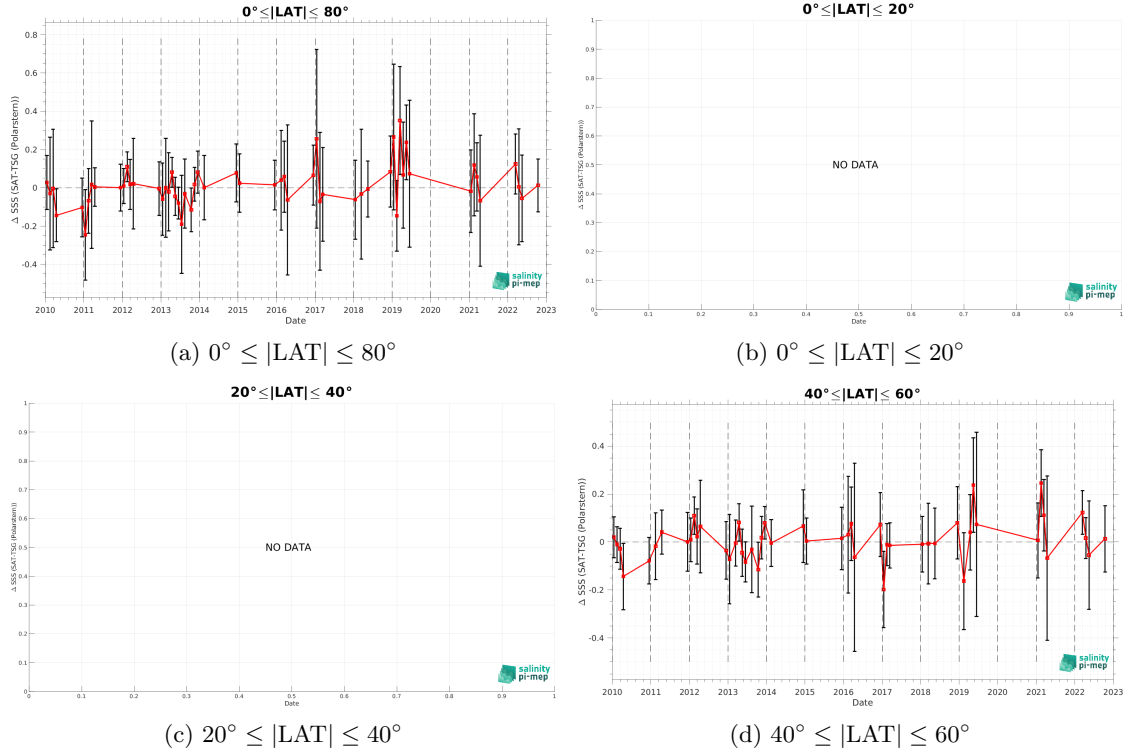 0°≤|LAT|≤ 80°
Δ SSS (SAT-TSG (Polarstern))
0.8
0.6
0.4
0.2
0
-0.2
-0.4
2010 2011 2012 2013 2014 2015 2016 2017 2018 2019 2020 2021 2022 2023
Date
salinity
pi-mep
(a) 0° ≤ |LAT| ≤ 80°
0°≤|LAT|≤ 20°
Δ SSS (SAT-TSG (Polarstern))
1
0.9
0.8
0.7
0.6
0.5
0.4
0.3
0.2
0.1
0
NO DATA
0 0.1 0.2 0.3 0.4 0.5 0.6 0.7 0.8 0.9 1
Date
salinity
pi-mep
(b) 0° ≤ |LAT| ≤ 20°
20°≤|LAT|≤ 40°
Δ SSS (SAT-TSG (Polarstern))
1
0.9
0.8
0.7
0.6
0.5
0.4
0.3
0.2
0.1
0
NO DATA
0 0.1 0.2 0.3 0.4 0.5 0.6 0.7 0.8 0.9 1
Date
salinity
pi-mep
(c) 20° ≤ |LAT| ≤ 40°
40°≤|LAT|≤ 60°
Δ SSS (SAT-TSG (Polarstern))
0.4
0.2
0
-0.2
-0.4
2010 2011 2012 2013 2014 2015 2016 2017 2018 2019 2020 2021 2022 2023
Date
salinity
pi-mep
(d) 40° ≤ |LAT| ≤ 60°